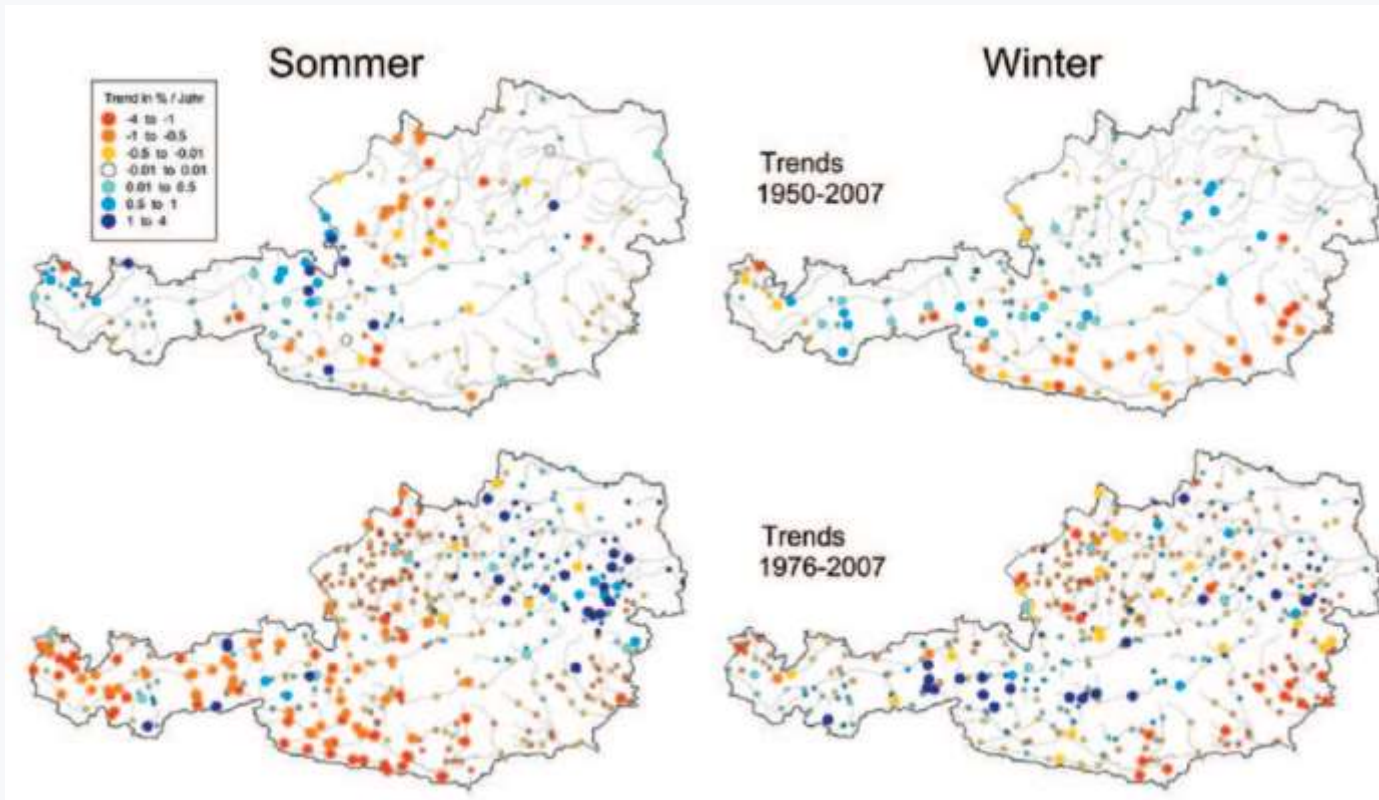 Sommer
Winter
Trend in % / Jahr
-4 to -1
-1 to -0.5
-0.5 to -0.01
-0.01 to 0.01
0.01 to 0.5
0.5 to 1
1 to 4
Trends
1950-2007
Trends
1976-2007